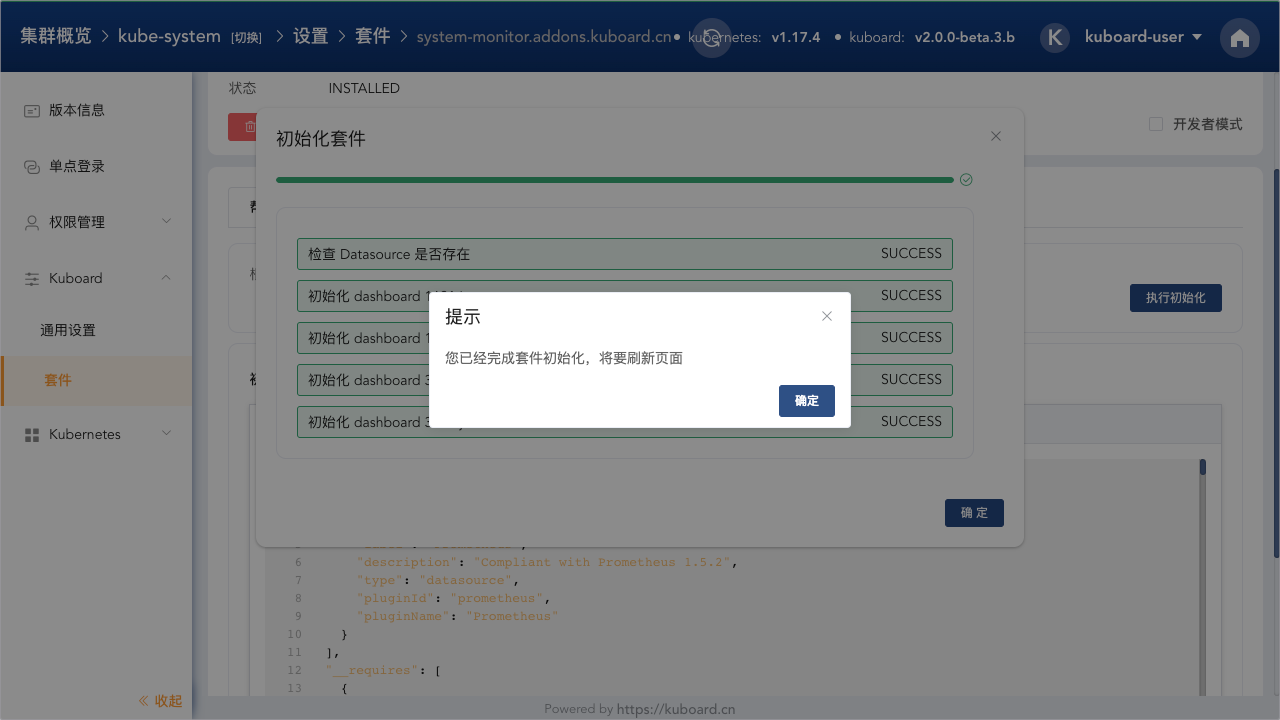 集群概览 > kube-system [切换] > 设置 > 套件 > system-monitor.addons.kuboard.cn • kubernetes: v1.17.4 • kuboard: v2.0.0-beta.3.b K kuboard-user
版本信息
单点登录
权限管理
Kuboard
通用设置
套件
Kubernetes
« 收起
状态 INSTALLED
开发者模式
初始化套件
检查 Datasource 是否存在 SUCCESS
初始化 dashboard SUCCESS
初始化 dashboard SUCCESS
初始化 dashboard SUCCESS
初始化 dashboard SUCCESS
提示
您已经完成套件初始化，将要刷新页面
确定
执行初始化
确 定
6 "description": "Compliant with Prometheus 1.5.2",
7 "type": "datasource",
8 "pluginId": "prometheus",
9 "pluginName": "Prometheus"
10 }
11 ],
12 "__requires": [
13 {
Powered by https://kuboard.cn